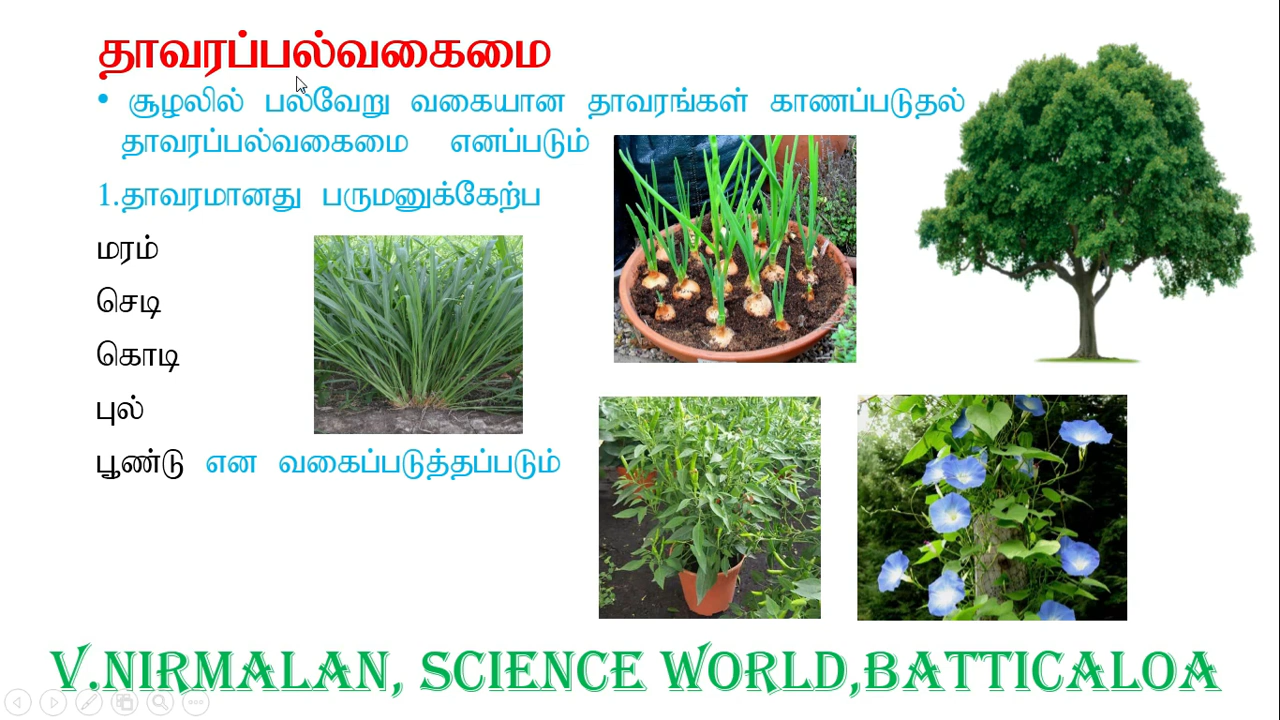 தாவரப்பல்வகைமை
• சூழலில் பல்வேறு வகையான தாவரங்கள் காணப்படுதல்
தாவரப்பல்வகைமை எனப்படும்
1.தாவரமானது பருமனுக்கேற்ப
மரம்
செடி
கொடி
புல்
பூண்டு என வகைப்படுத்தப்படும்
V.NIRMALAN, SCIENCE WORLD,BATTICALOA